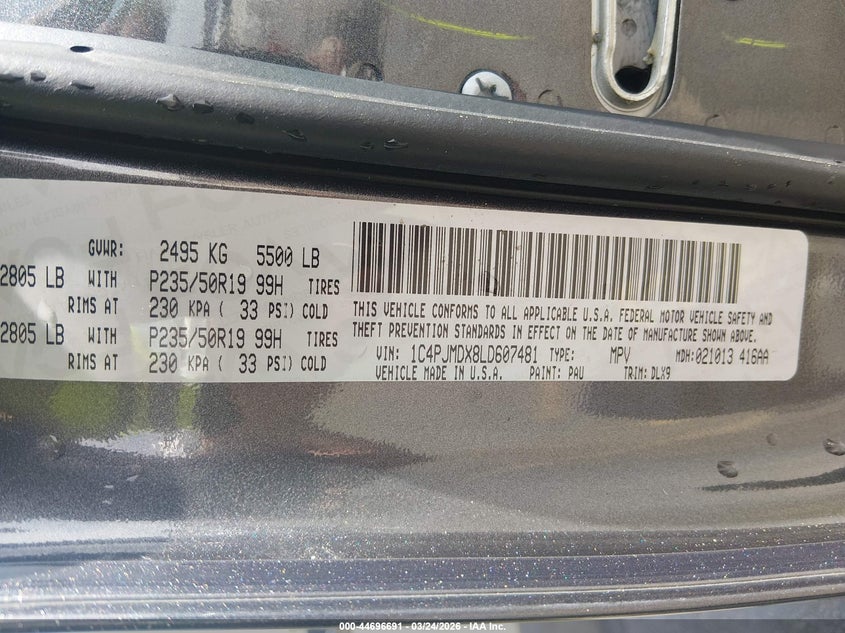 GVWR: 2495 KG 5500 LB
2805 LB WITH P235/50R19 99H TIRES
RIMS AT 230 KPA ( 33 PSI) COLD
2805 LB WITH P235/50R19 99H TIRES
RIMS AT 230 KPA ( 33 PSI) COLD
THIS VEHICLE CONFORMS TO ALL APPLICABLE U.S.A. FEDERAL MOTOR VEHICLE SAFETY AND
THEFT PREVENTION STANDARDS IN EFFECT ON THE DATE OF MANUFACTURE SHOWN ABOVE.
VIN: 1C4PJMDX8LD607481 TYPE: MPV MDH:021013 416AA
VEHICLE MADE IN U.S.A. PAINT: PAU TRIM: DLX9
000-44696691 - 03/24/2026 - IAA Inc.